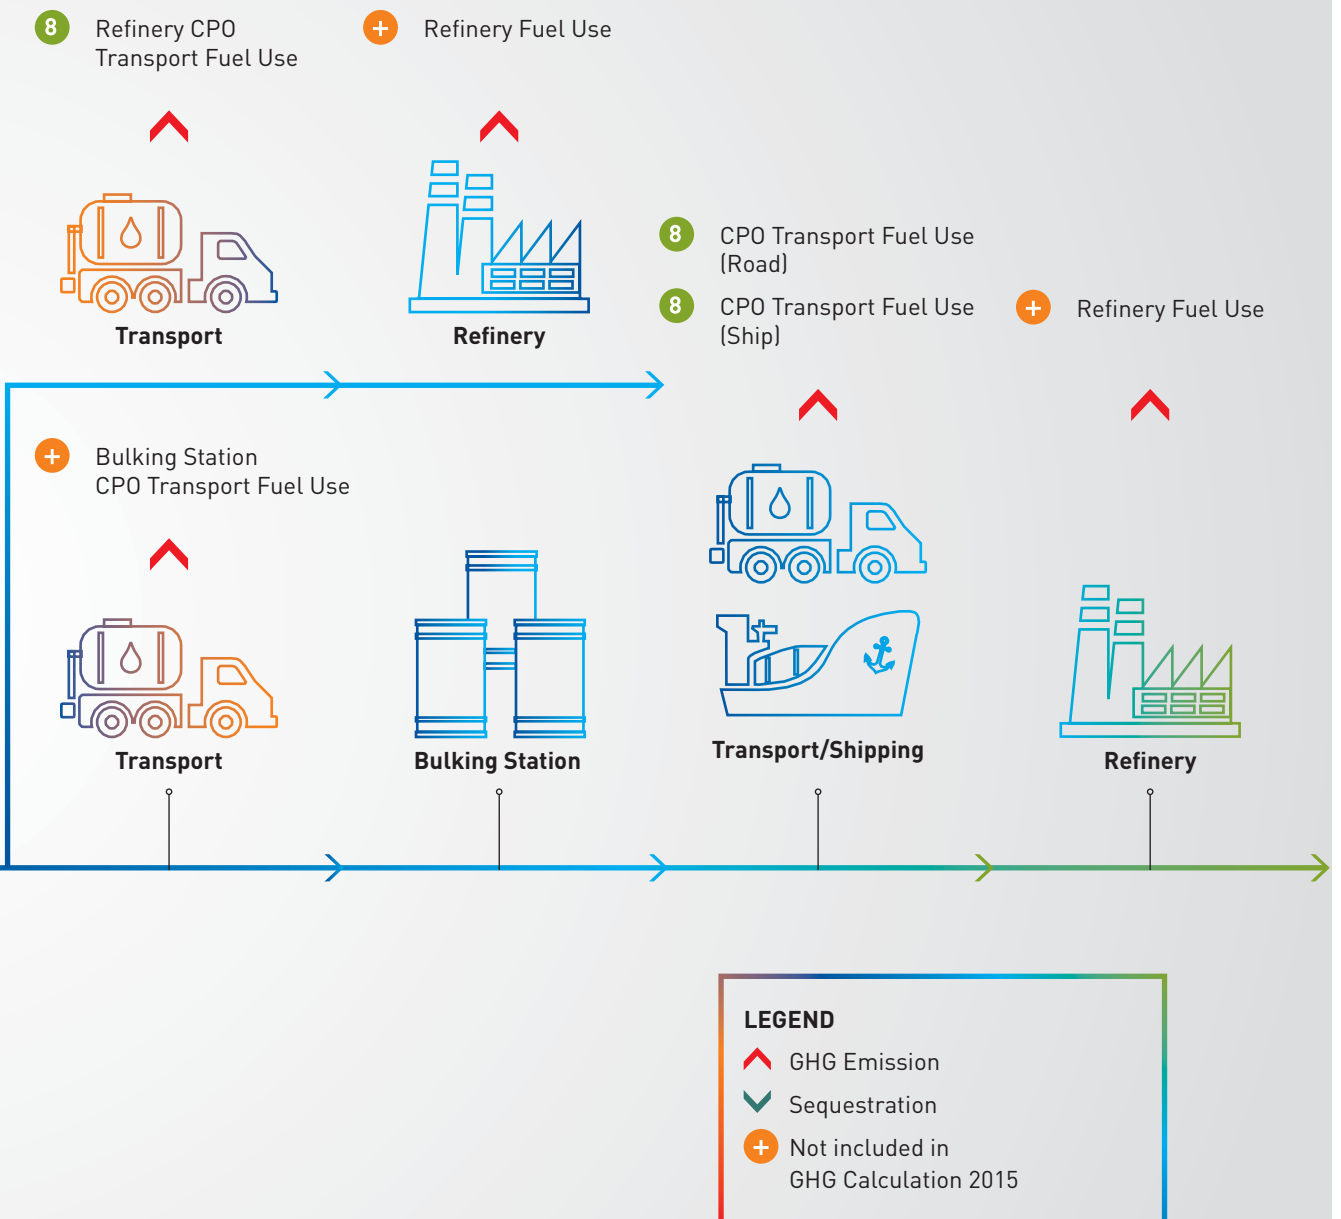 8 Refinery CPO
Transport Fuel Use
+ Refinery Fuel Use
Transport
Refinery
8 CPO Transport Fuel Use
(Road)
8 CPO Transport Fuel Use
(Ship)
+ Refinery Fuel Use
+ Bulking Station
CPO Transport Fuel Use
Transport
Bulking Station
Transport/Shipping
Refinery
LEGEND
GHG Emission
Sequestration
+ Not included in
GHG Calculation 2015